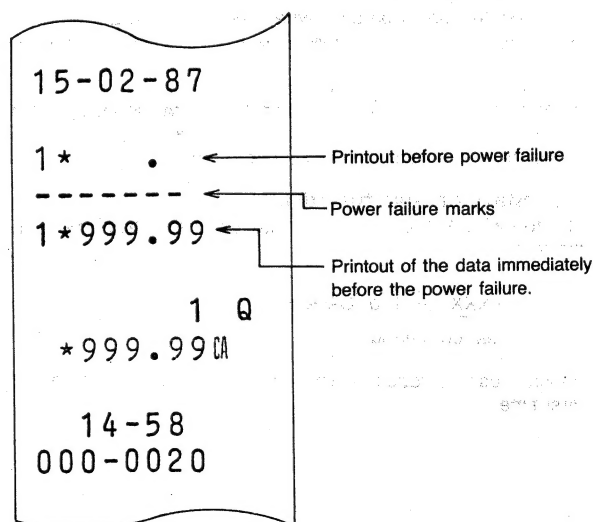 15-02-87
1* .
Printout before power failure
- - - - - - -
Power failure marks
1*999.99
Printout of the data immediately
before the power failure.
1 Q
*999.99CA
14-58
000-0020